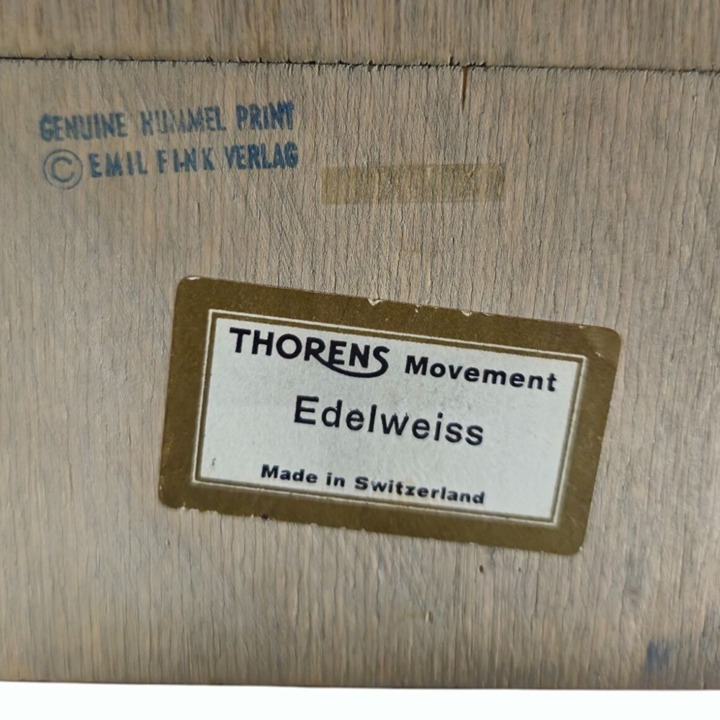 GENUINE HUMMEL PRINT
© EMIL FINK VERLAG
THORENS Movement
Edelweiss
Made in Switzerland